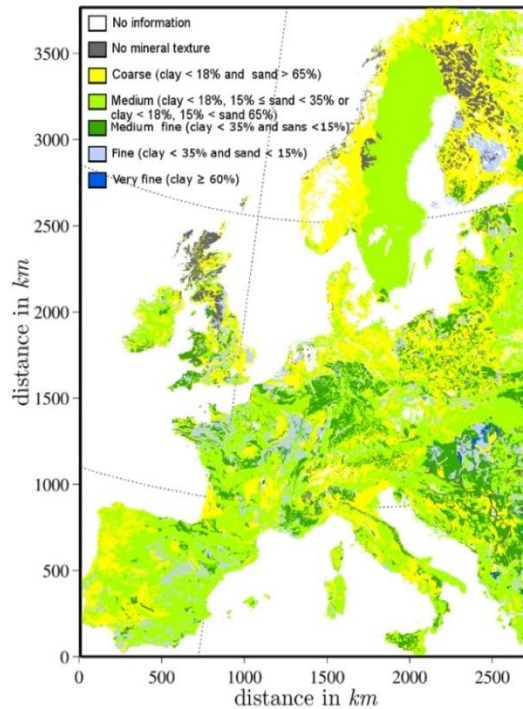 3500
3000
2500
2000
1500
1000
500
0
distance in km
No information
No mineral texture
Coarse (clay < 18% and sand > 65%)
Medium (clay < 18%, 15% ≤ sand < 35% or
clay < 18%, 15% < sand 65%)
Medium fine (clay < 35% and sans <15%)
Fine (clay < 35% and sand < 15%)
Very fine (clay ≥ 60%)
0 500 1000 1500 2000 2500
distance in km